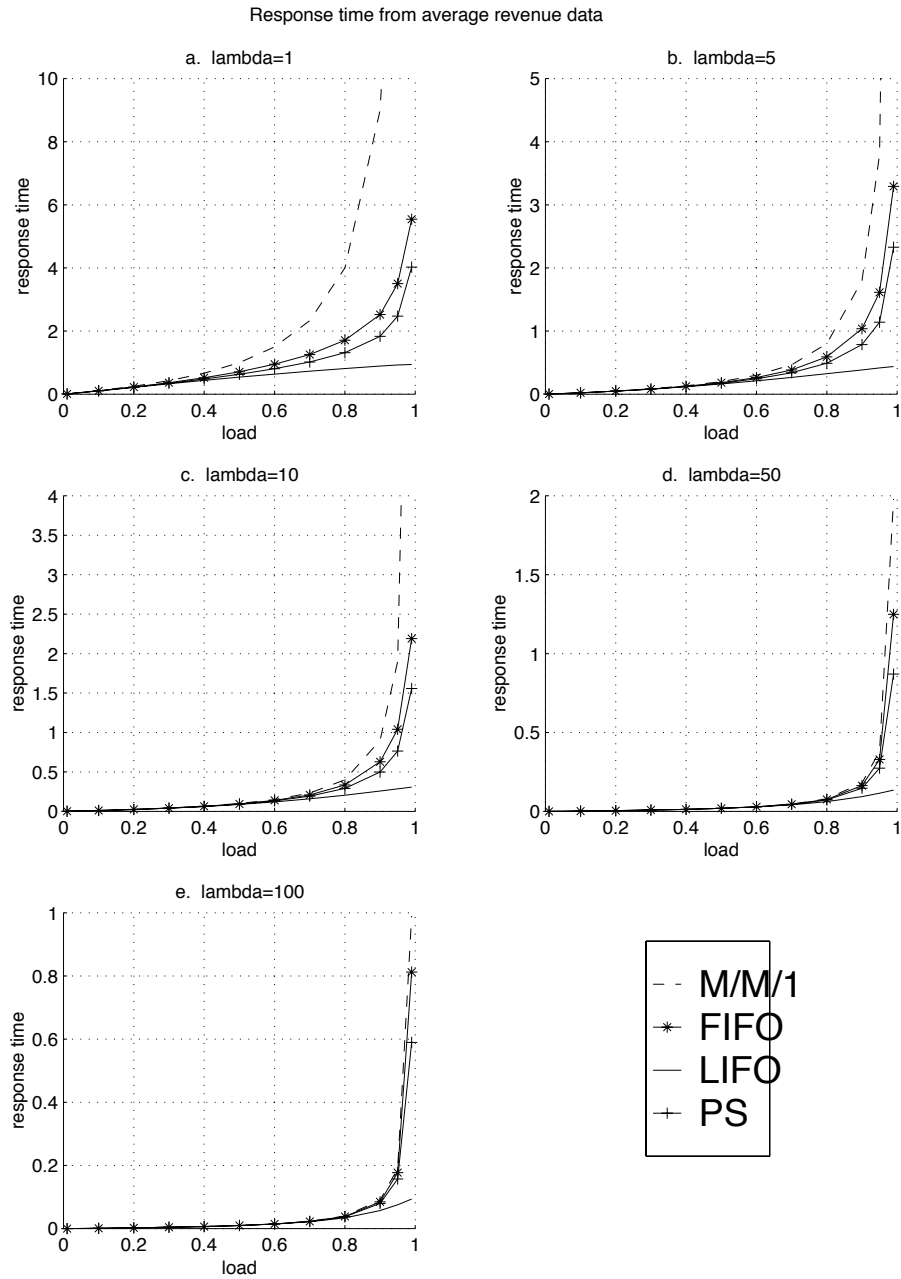 Response time from average revenue data
a. lambda=1
10
8
6
4
2
0
response time
0 0.2 0.4 0.6 0.8 1
load
b. lambda=5
5
4
3
2
1
0
response time
0 0.2 0.4 0.6 0.8 1
load
c. lambda=10
4
3.5
3
2.5
2
1.5
1
0.5
0
response time
0 0.2 0.4 0.6 0.8 1
load
d. lambda=50
2
1.5
1
0.5
0
response time
0 0.2 0.4 0.6 0.8 1
load
e. lambda=100
1
0.8
0.6
0.4
0.2
0
response time
0 0.2 0.4 0.6 0.8 1
load
M/M/1
FIFO
LIFO
PS